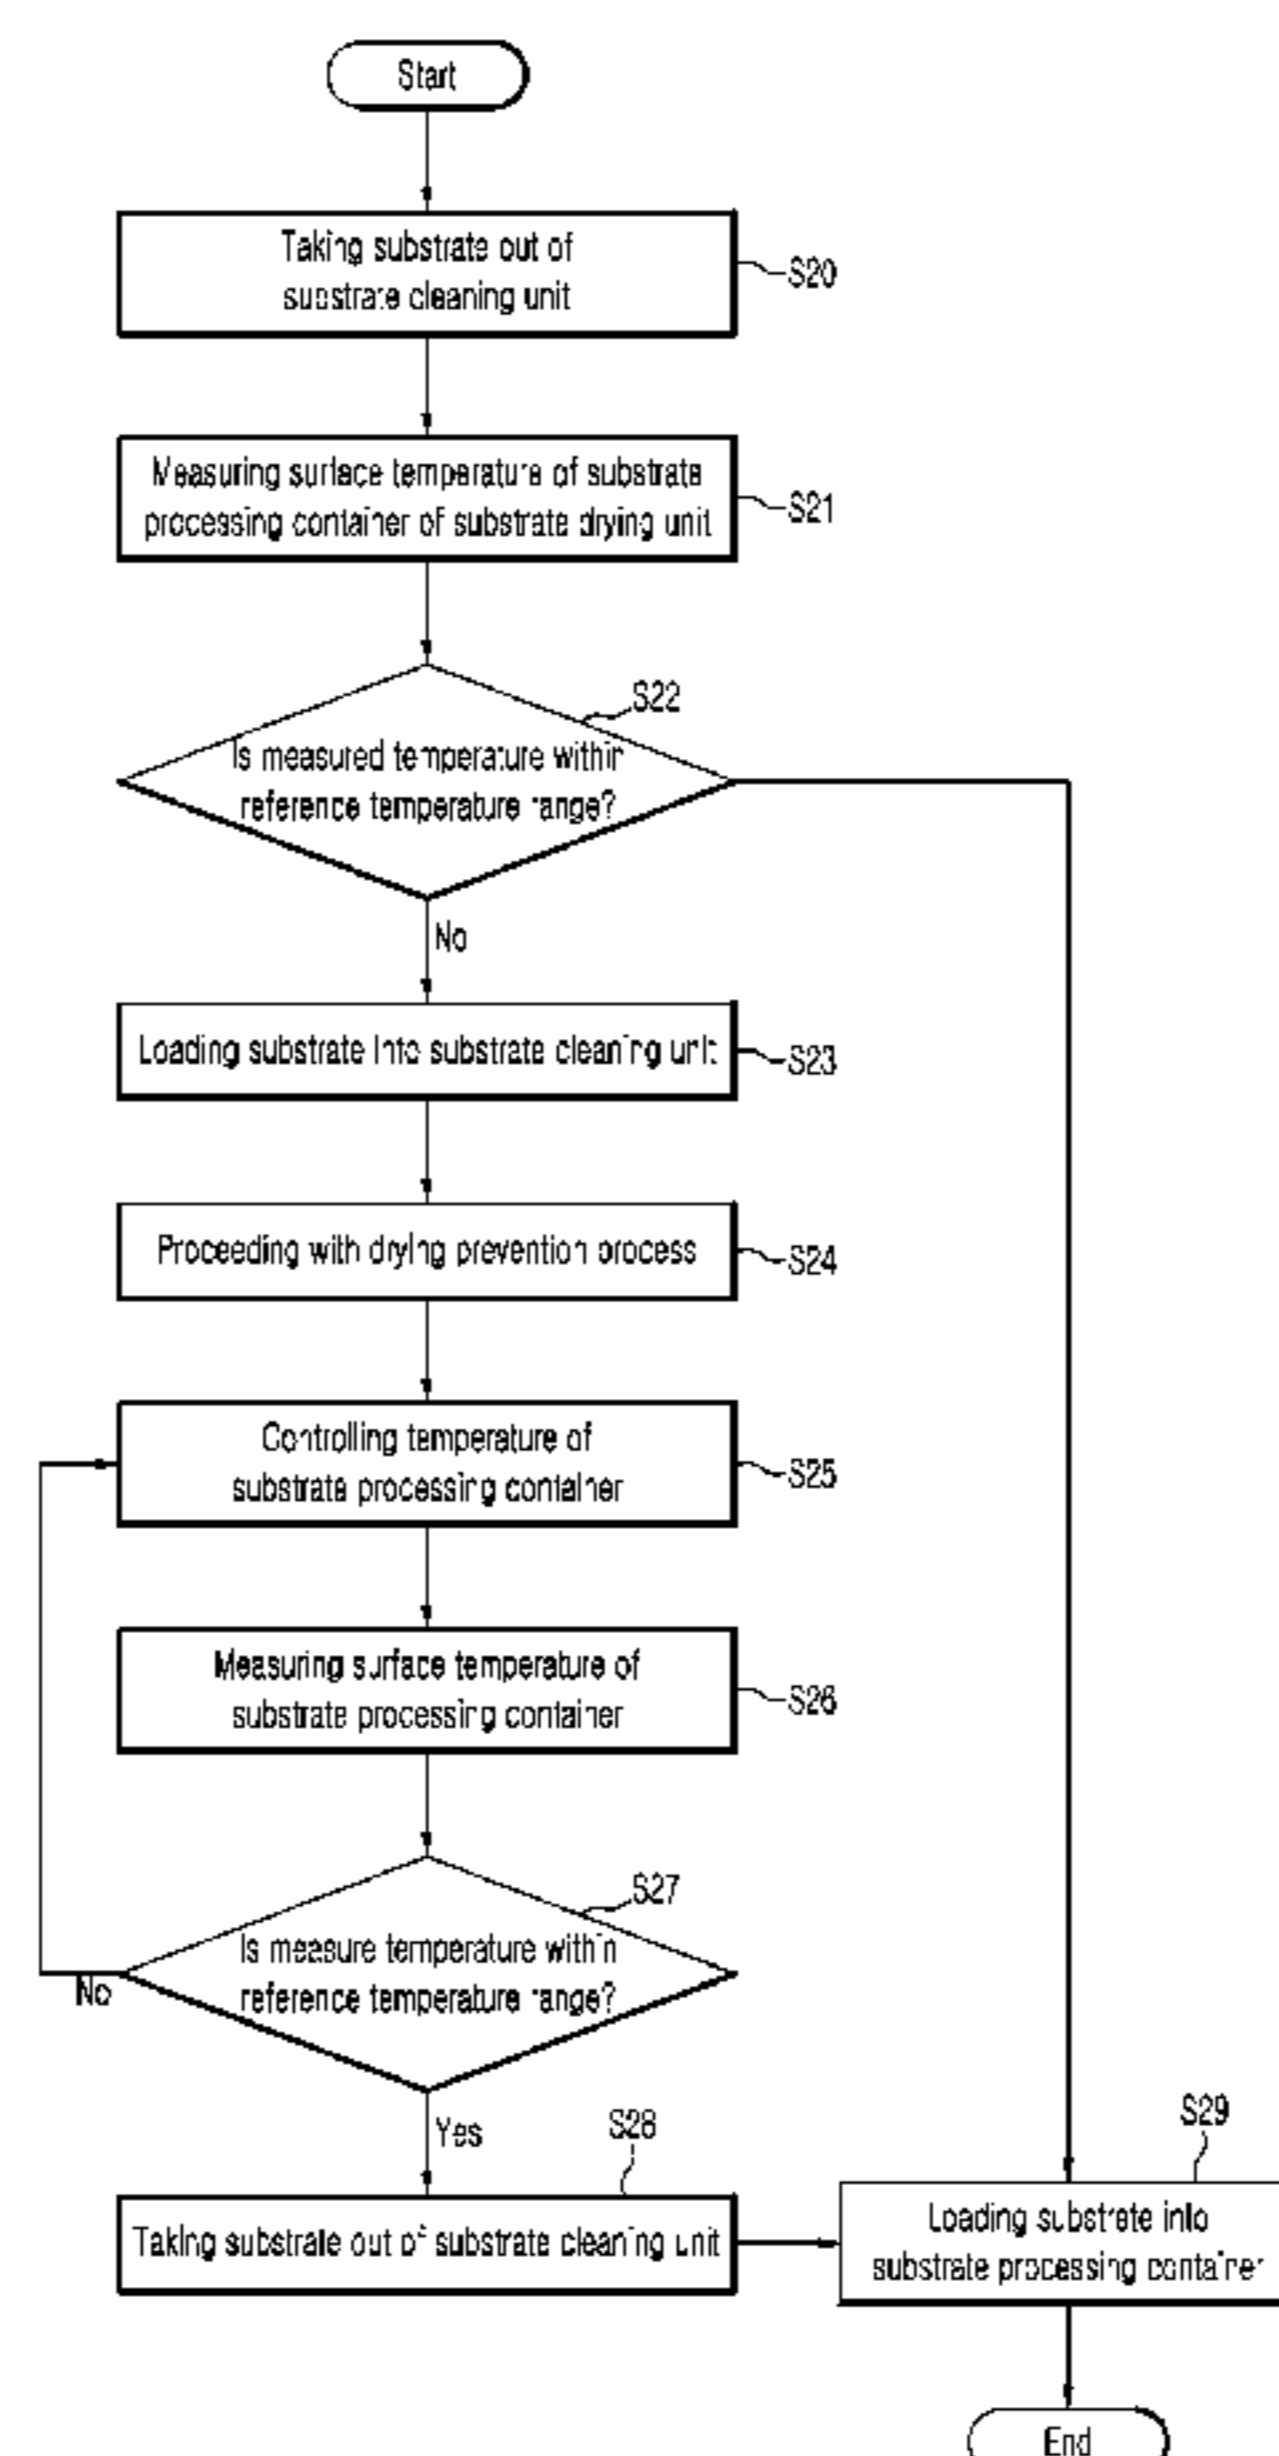 Start
Taking substrate out of
substrate cleaning unit
S20
Measuring surface temperature of substrate
processing container of substrate drying unit
S21
S22
Is measured temperature within
reference temperature range?
No
Loading substrate into substrate cleaning unit
S23
Proceeding with drying prevention process
S24
Controlling temperature of
substrate processing container
S25
Measuring surface temperature of
substrate processing container
S26
S27
Is measure temperature within
reference temperature range?
No
Yes
S28
Taking substrate out of substrate cleaning unit
S29
Loading substrate into
substrate processing container
End